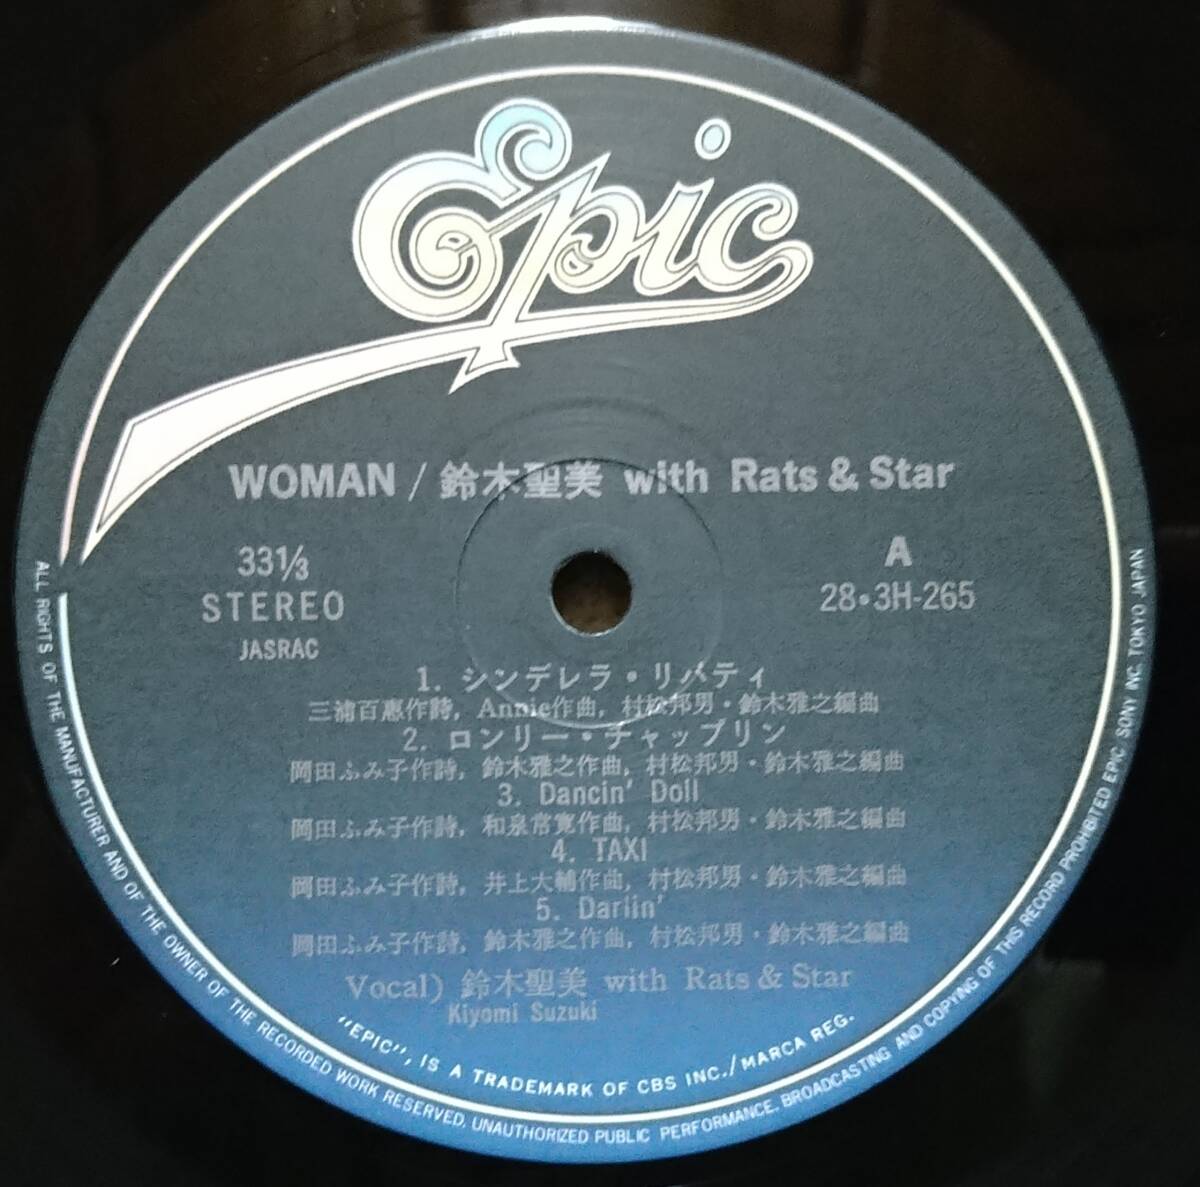 Epic
WOMAN / 鈴木聖美 with Rats & Star
33⅓
STEREO
JASRAC
A
28•3H-265
1. シンデレラ・リバティ
三浦百恵作詩, Annie作曲, 村松邦男・鈴木雅之編曲
2. ロンリー・チャップリン
岡田ふみ子作詩, 鈴木雅之作曲, 村松邦男・鈴木雅之編曲
3. Dancin' Doll
岡田ふみ子作詩, 和泉常寛作曲, 村松邦男・鈴木雅之編曲
4. TAXI
岡田ふみ子作詩, 井上大輔作曲, 村松邦男・鈴木雅之編曲
5. Darlin'
岡田ふみ子作詩, 鈴木雅之作曲, 村松邦男・鈴木雅之編曲
Vocal) 鈴木聖美 with Rats & Star
Kiyomi Suzuki
"EPIC", IS A TRADEMARK OF CBS INC./MARCA REG.
ALL RIGHTS OF THE MANUFACTURER AND OF THE OWNER OF THE RECORDED WORK RESERVED. UNAUTHORIZED PUBLIC PERFORMANCE. BROADCASTING AND COPYING OF THIS RECORD PROHIBITED EPIC SONY INC. TOKYO JAPAN